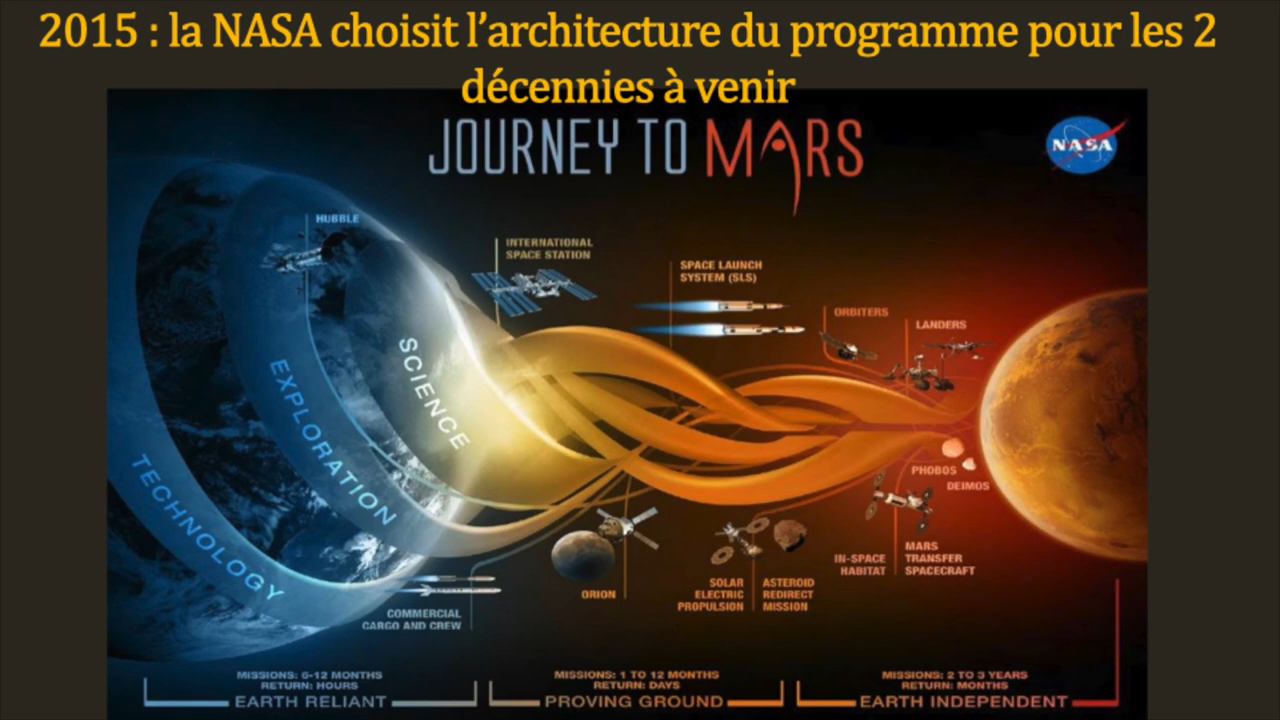 2015 : la NASA choisit l’architecture du programme pour les 2
décennies à venir
JOURNEY TO MARS
NASA
HUBBLE
INTERNATIONAL
SPACE STATION
SPACE LAUNCH
SYSTEM (SLS)
ORBITERS
LANDERS
SCIENCE
EXPLORATION
TECHNOLOGY
PHOBOS
DEIMOS
IN-SPACE
HABITAT
MARS
TRANSFER
SPACECRAFT
ORION
SOLAR
ELECTRIC
PROPULSION
ASTEROID
REDIRECT
MISSION
COMMERCIAL
CARGO AND CREW
MISSIONS: 6-12 MONTHS
RETURN: HOURS
EARTH RELIANT
MISSIONS: 1 TO 12 MONTHS
RETURN: DAYS
PROVING GROUND
MISSIONS: 2 TO 3 YEARS
RETURN: MONTHS
EARTH INDEPENDENT